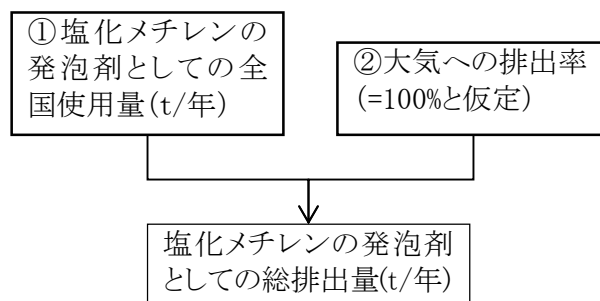 ①塩化メチレンの
発泡剤としての全
国使用量(t/年)
②大気への排出率
(=100%と仮定)
塩化メチレンの発泡剤
としての総排出量(t/年)